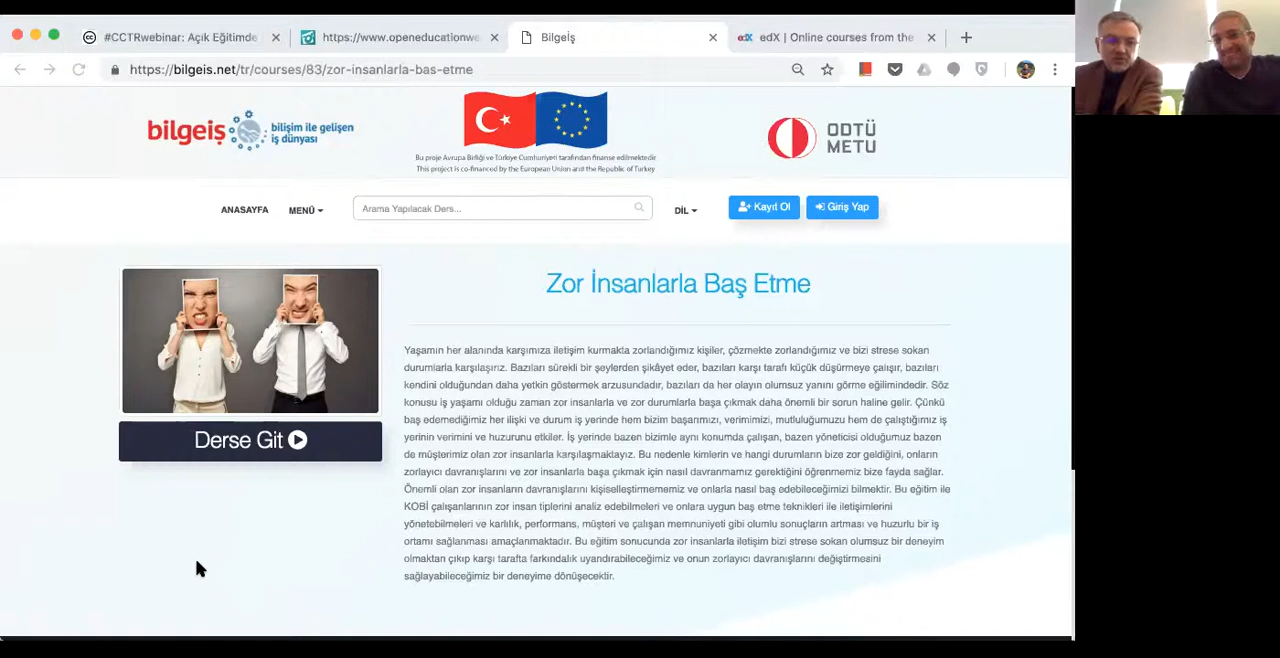 #CCTRwebinar: Açık Eğitimde
https://www.openeducationwe
Bilgeİş
edX | Online courses from the
https://bilgeis.net/tr/courses/83/zor-insanlarla-bas-etme
bilgeiş bilişim ile gelişen
iş dünyası
Bu proje Avrupa Birliği ve Türkiye Cumhuriyeti tarafından finanse edilmektedir
This project is co-financed by the European Union and the Republic of Turkey
ODTÜ
METU
ANASAYFA
MENÜ
Arama Yapılacak Ders...
DİL
Kayıt Ol
Giriş Yap
Zor İnsanlarla Baş Etme
Derse Git
Yaşamın her alanında karşımıza iletişim kurmakta zorlandığımız kişiler, çözmekte zorlandığımız ve bizi strese sokan
durumlarla karşılaşırız. Bazıları sürekli bir şeylerden şikâyet eder, bazıları karşı tarafı küçük düşürmeye çalışır, bazıları
kendini olduğundan daha yetkin göstermek arzusundadır, bazıları da her olayın olumsuz yanını görme eğilimindedir. Söz
konusu iş yaşamı olduğu zaman zor insanlarla ve zor durumlarla başa çıkmak daha önemli bir sorun haline gelir. Çünkü
baş edemediğimiz her ilişki ve durum iş yerinde hem bizim başarımızı, verimimizi, mutluluğumuzu hem de çalıştığımız iş
yerinin verimini ve huzurunu etkiler. İş yerinde bazen bizimle aynı konumda çalışan, bazen yöneticisi olduğumuz bazen
de müşterimiz olan zor insanlarla karşılaşmaktayız. Bu nedenle kimlerin ve hangi durumların bize zor geldiğini, onların
zorlayıcı davranışlarını ve zor insanlarla başa çıkmak için nasıl davranmamız gerektiğini öğrenmemiz bize fayda sağlar.
Önemli olan zor insanların davranışlarını kişiselleştirmememiz ve onlarla nasıl baş edebileceğimizi bilmektir. Bu eğitim ile
KOBİ çalışanlarının zor insan tiplerini analiz edebilmeleri ve onlara uygun baş etme teknikleri ile iletişimlerini
yönetebilmeleri ve karlılık, performans, müşteri ve çalışan memnuniyeti gibi olumlu sonuçların artması ve huzurlu bir iş
ortamı sağlanması amaçlanmaktadır. Bu eğitim sonucunda zor insanlarla iletişim bizi strese sokan olumsuz bir deneyim
olmaktan çıkıp karşı tarafta farkındalık uyandırabileceğimiz ve onun zorlayıcı davranışlarını değiştirmesini
sağlayabileceğimiz bir deneyime dönüşecektir.